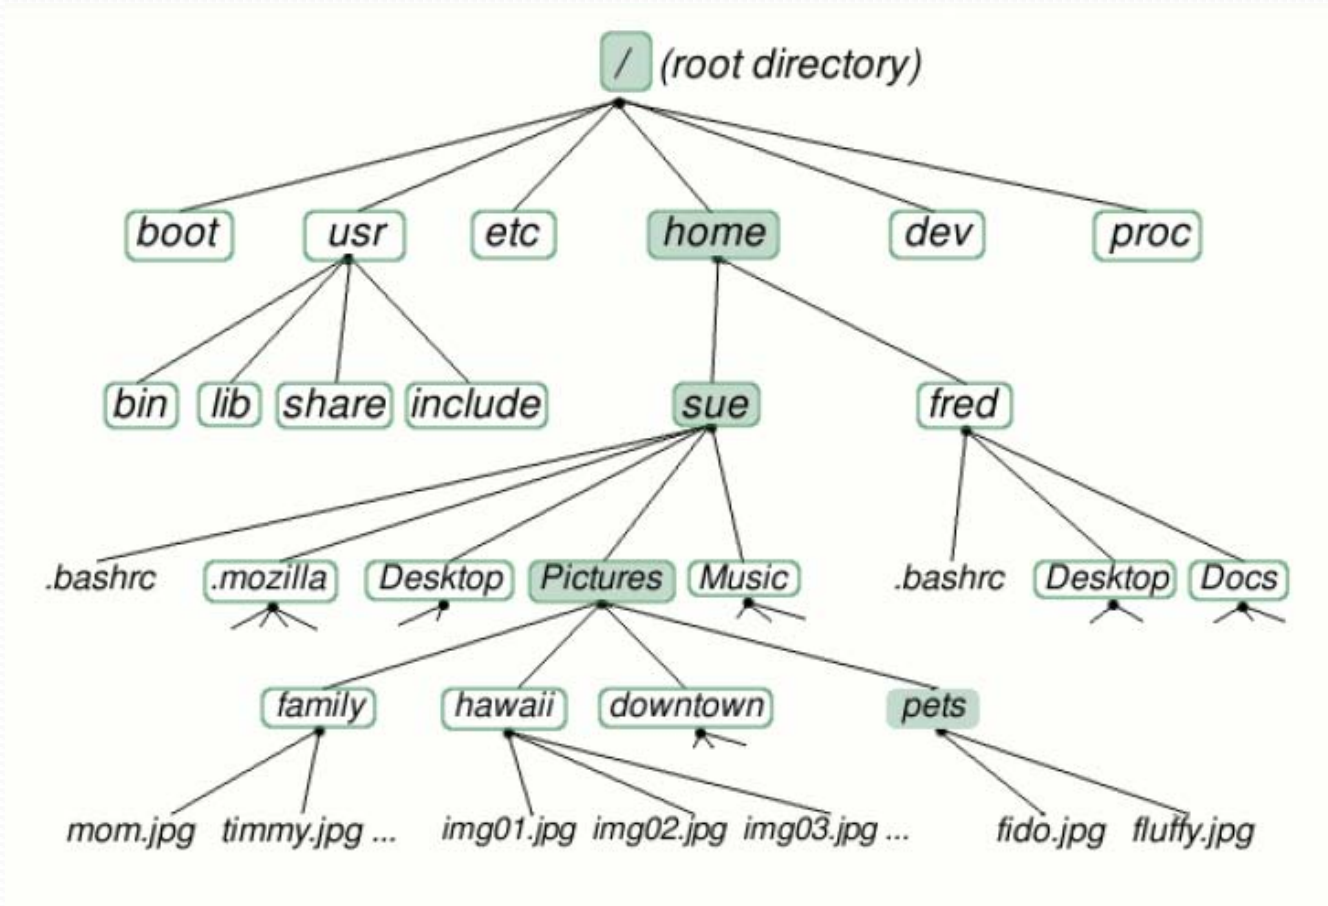 / (root directory)
boot usr etc home dev proc
bin lib share include sue fred
.bashrc .mozilla Desktop Pictures Music .bashrc Desktop Docs
family hawaii downtown pets
mom.jpg timmy.jpg ... img01.jpg img02.jpg img03.jpg ... fido.jpg fluffy.jpg